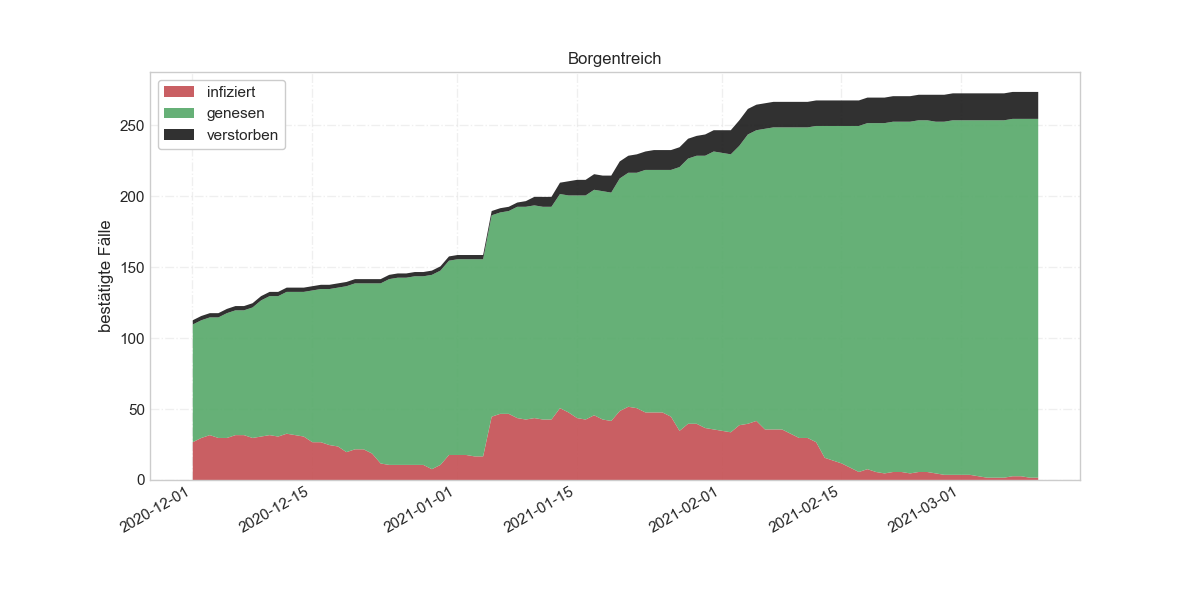 Borgentreich
infiziert
genesen
verstorben
bestätigte Fälle
250
200
150
100
50
0
2020-12-01
2020-12-15
2021-01-01
2021-01-15
2021-02-01
2021-02-15
2021-03-01